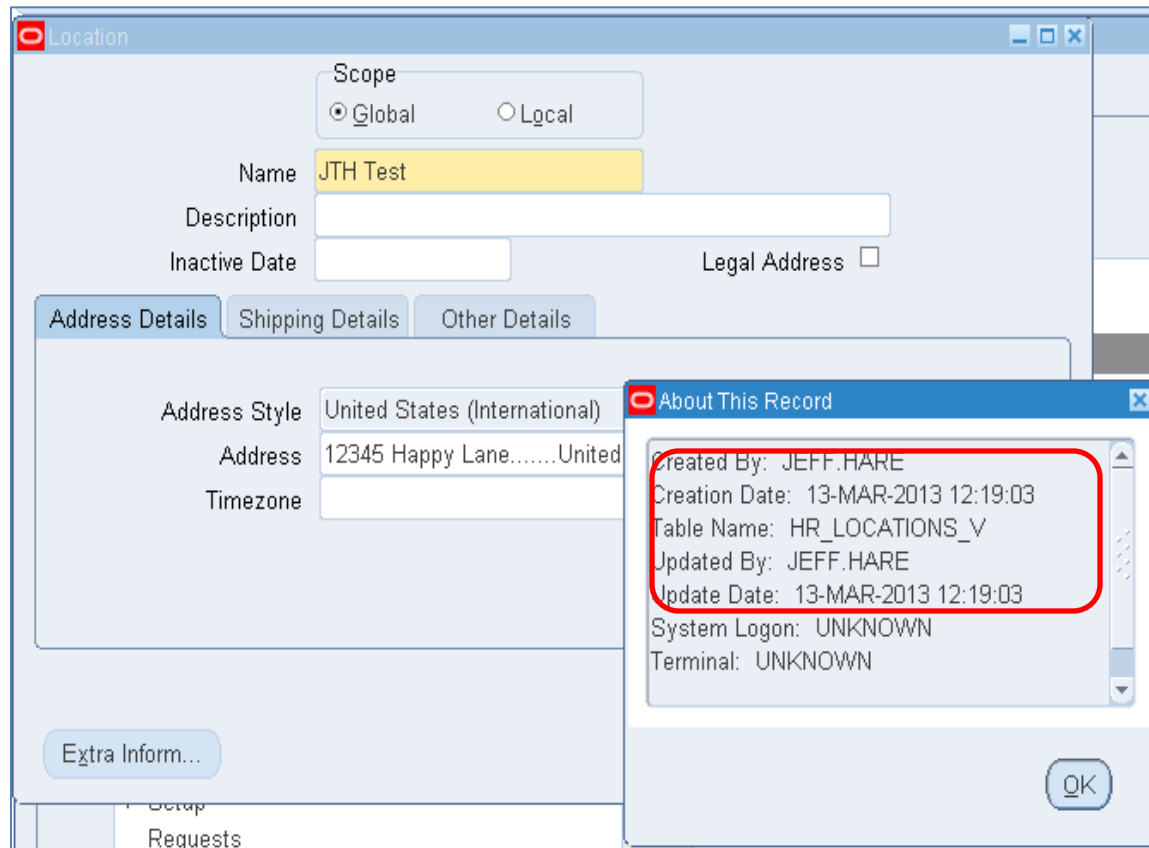 Location
Scope
Global Local
Name JTH Test
Description
Inactive Date Legal Address
Address Details Shipping Details Other Details
Address Style United States (International)
Address 12345 Happy Lane.......United
Timezone
About This Record
Created By: JEFF.HARE
Creation Date: 13-MAR-2013 12:19:03
Table Name: HR_LOCATIONS_V
Updated By: JEFF.HARE
Update Date: 13-MAR-2013 12:19:03
System Logon: UNKNOWN
Terminal: UNKNOWN
Extra Inform...
OK
Setup
Requests